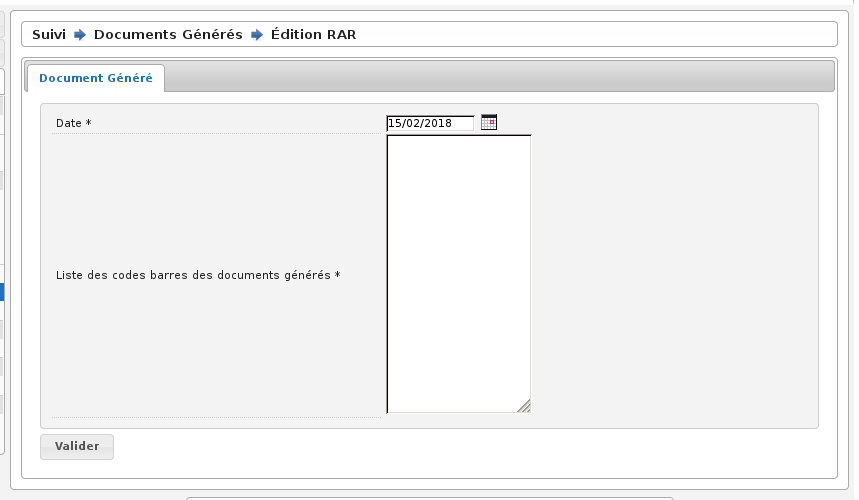 Suivi Documents Générés Édition RAR
Document Généré
Date * 15/02/2018
Liste des codes barres des documents générés *
Valider